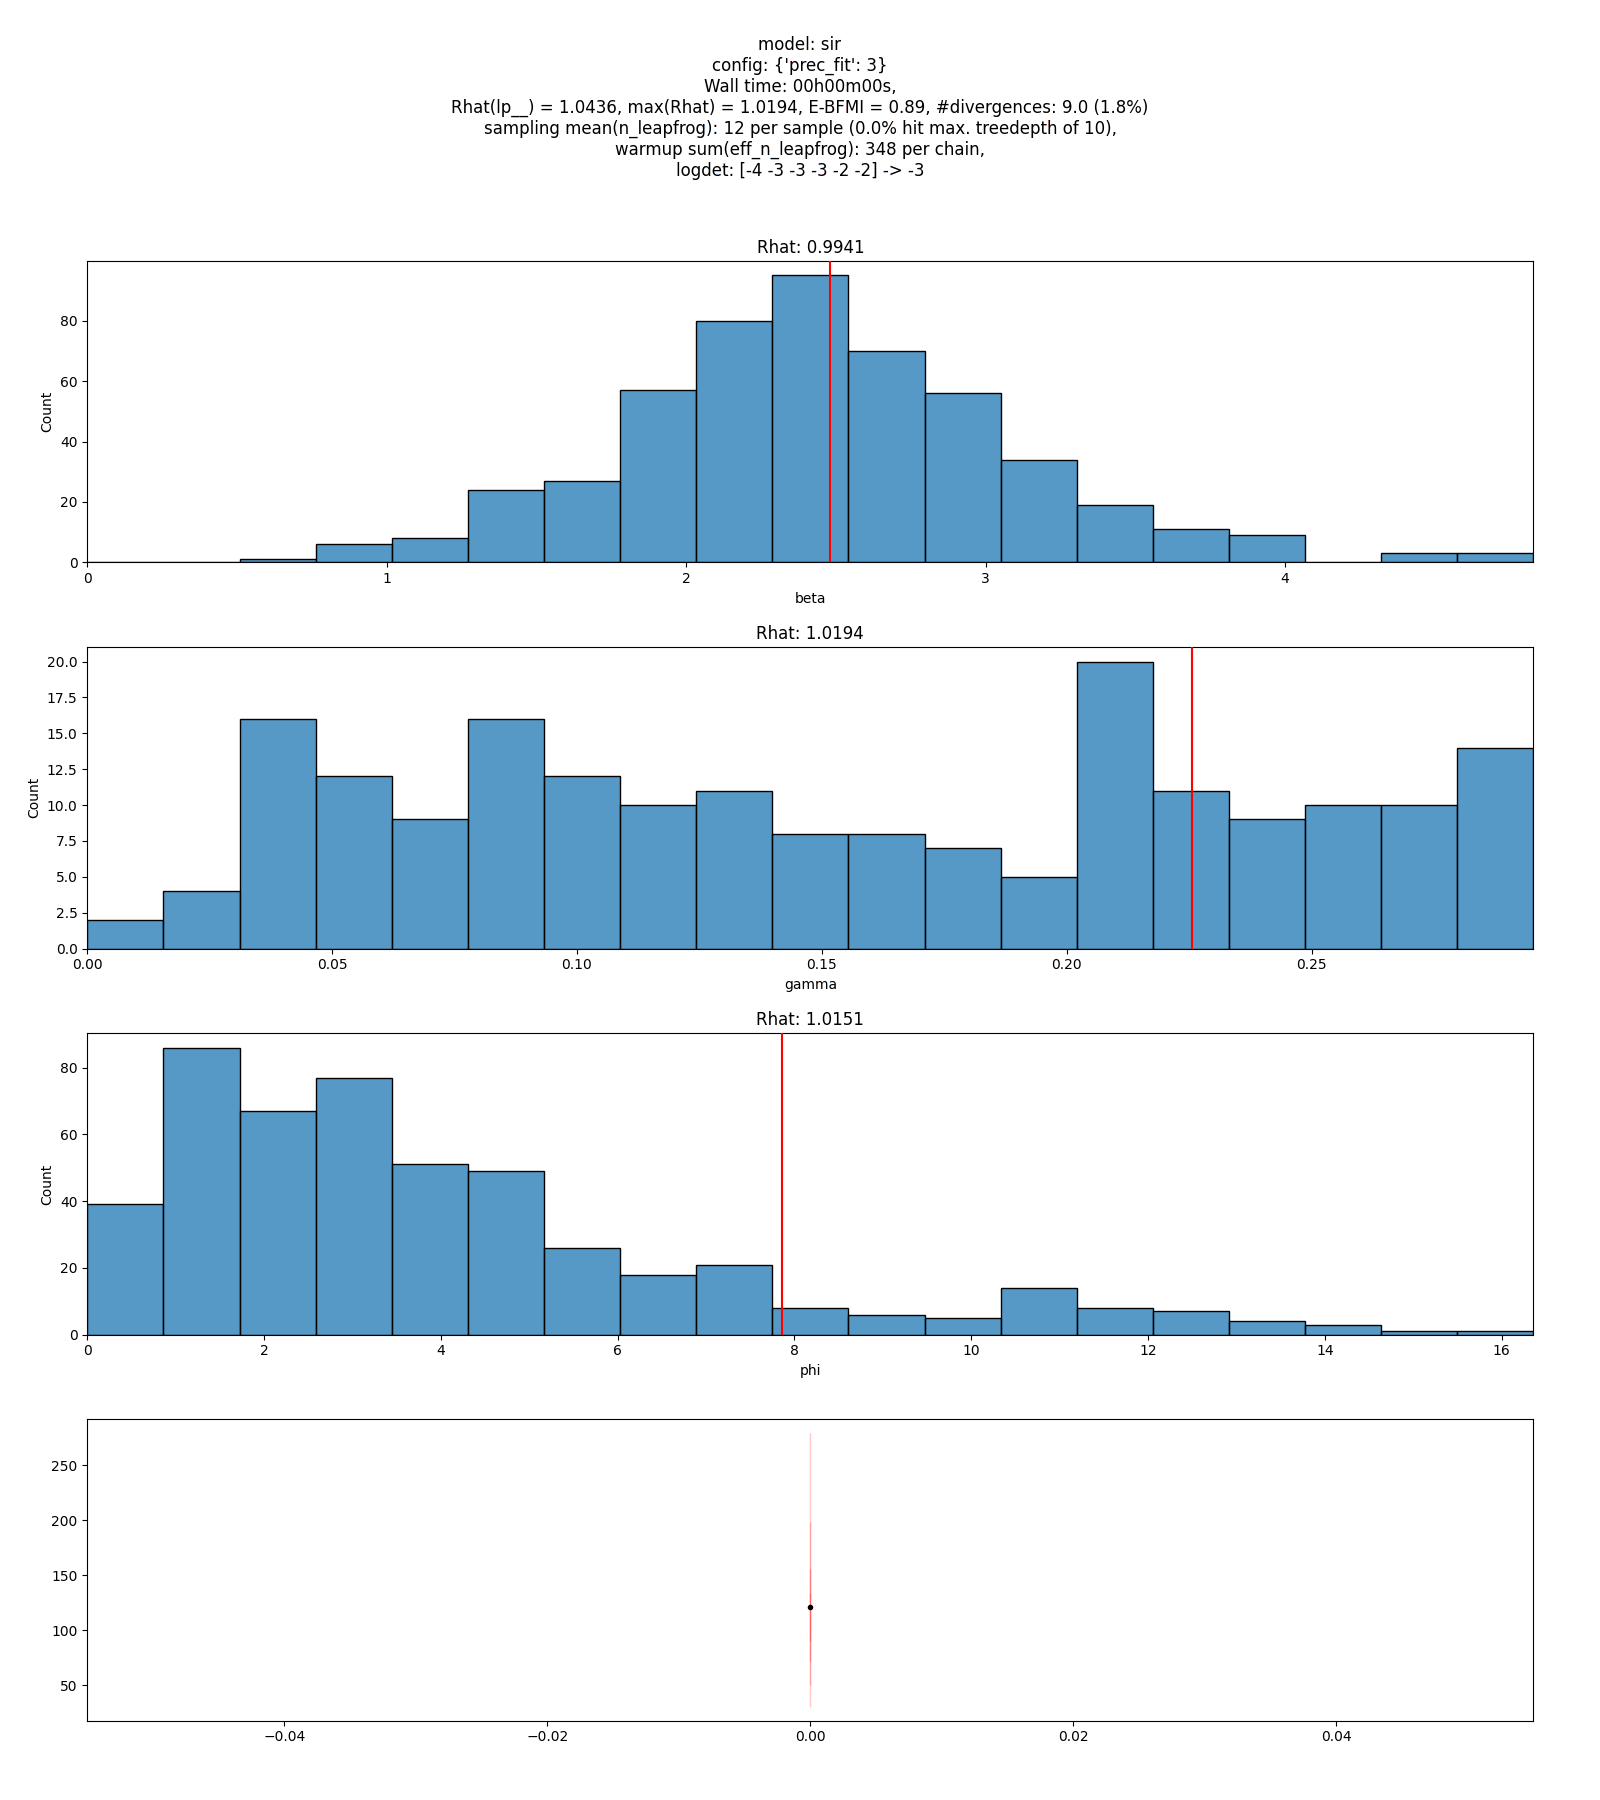 model: sir
config: {'prec_fit': 3}
Wall time: 00h00m00s,
Rhat(lp__) = 1.0436, max(Rhat) = 1.0194, E-BFMI = 0.89, #divergences: 9.0 (1.8%)
sampling mean(n_leapfrog): 12 per sample (0.0% hit max. treedepth of 10),
warmup sum(eff_n_leapfrog): 348 per chain,
logdet: [-4 -3 -3 -3 -2 -2] -> -3
Rhat: 0.9941
80
60
40
20
0
Count
0 1 2 3 4
beta
Rhat: 1.0194
20.0
17.5
15.0
12.5
10.0
7.5
5.0
2.5
0.0
Count
0.00 0.05 0.10 0.15 0.20 0.25
gamma
Rhat: 1.0151
80
60
40
20
0
Count
0 2 4 6 8 10 12 14 16
phi
250
200
150
100
50
−0.04 −0.02 0.00 0.02 0.04